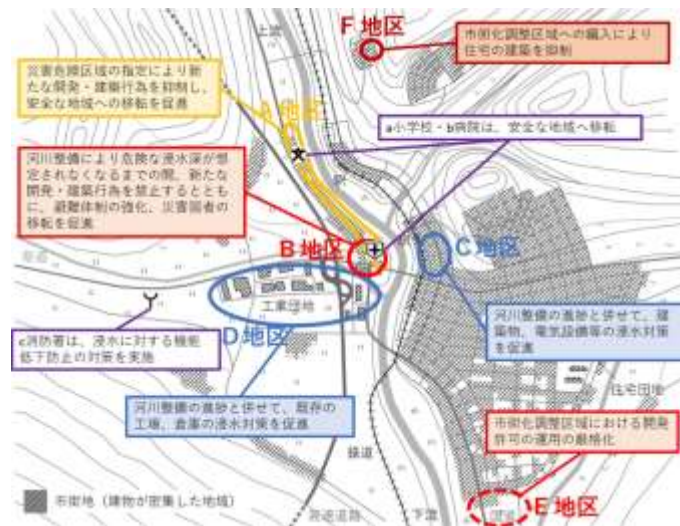 上流
F地区
市街化調整区域への編入により
住宅の建築を抑制
災害危険区域の指定により新
たな開発・建築行為を抑制し、
安全な地域への移転を促進
A地区
a小学校・b病院は、安全な地域へ移転
河川整備により危険な浸水深が想
定されなくなるまでの間、新たな
開発・建築行為を禁止するととも
に、避難体制の強化、災害弱者の
移転を促進
B地区
C地区
工業団地
D地区
c消防署は、浸水に対する機能
低下防止の対策を実施
河川整備の進捗と併せて、建
築物、電気設備等の浸水対策
を促進
住宅団地
河川整備の進捗と併せて、既存の
工場、倉庫の浸水対策を促進
市街化調整区域における開発
許可の運用の厳格化
鉄道
市街地（建物が密集した地域）
高速道路
下流
E地区